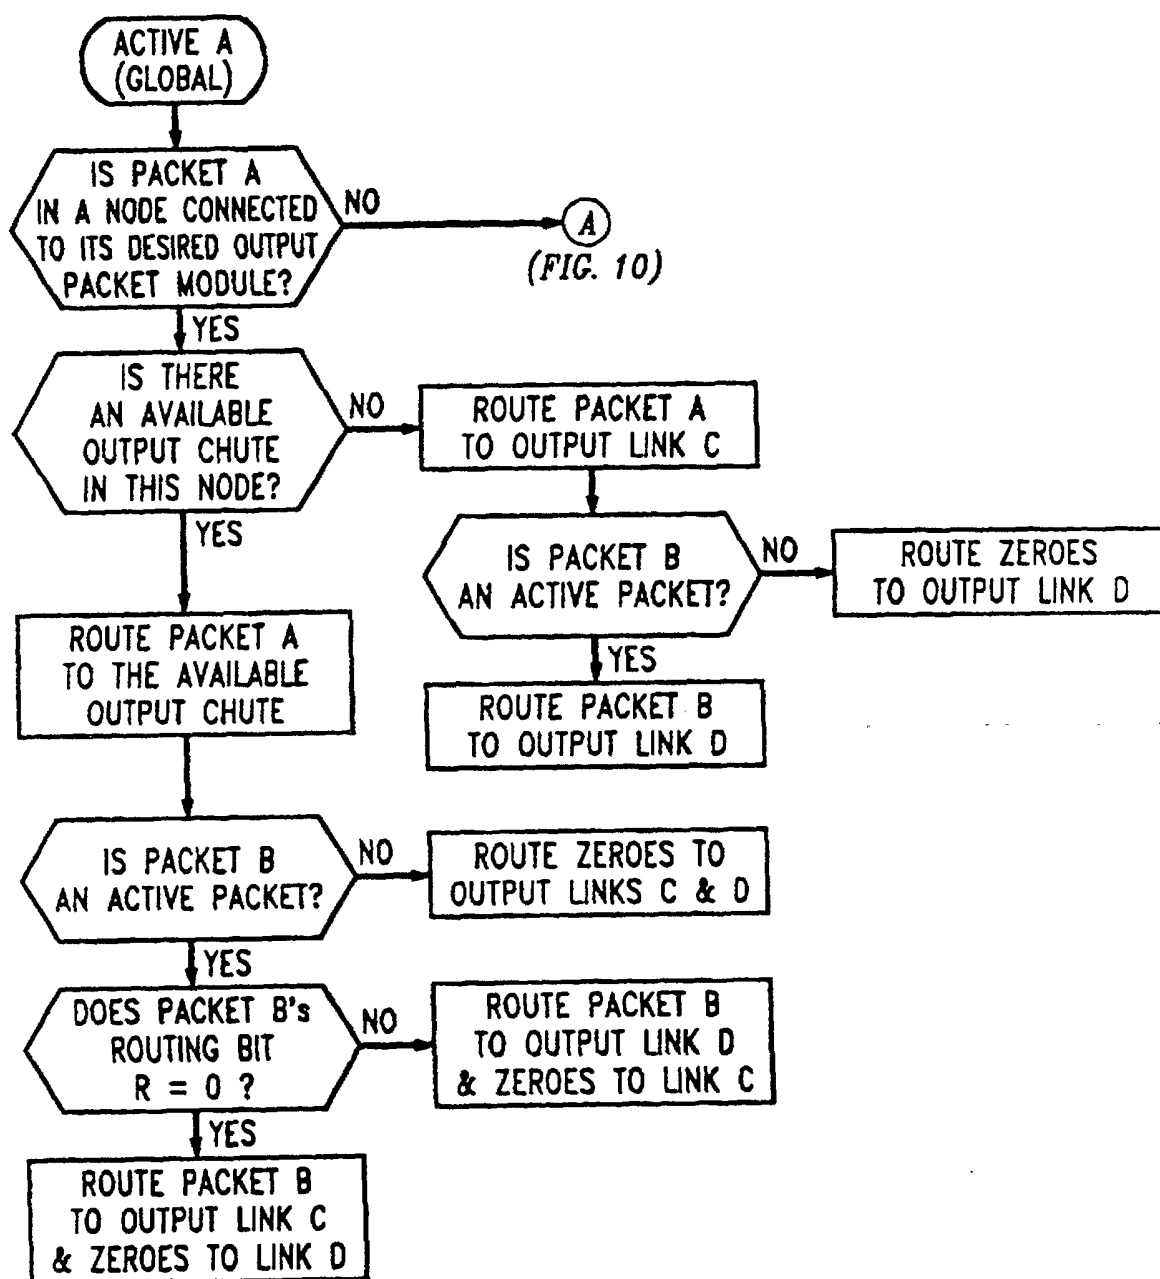 ACTIVE A
(GLOBAL)
IS PACKET A
IN A NODE CONNECTED
TO ITS DESIRED OUTPUT
PACKET MODULE?
NO
A
(FIG. 10)
YES
IS THERE
AN AVAILABLE
OUTPUT CHUTE
IN THIS NODE?
NO
ROUTE PACKET A
TO OUTPUT LINK C
YES
IS PACKET B
AN ACTIVE PACKET?
NO
ROUTE ZEROES
TO OUTPUT LINK D
YES
ROUTE PACKET B
TO OUTPUT LINK D
ROUTE PACKET A
TO THE AVAILABLE
OUTPUT CHUTE
IS PACKET B
AN ACTIVE PACKET?
NO
ROUTE ZEROES TO
OUTPUT LINKS C & D
YES
DOES PACKET B's
ROUTING BIT
R = 0 ?
NO
ROUTE PACKET B
TO OUTPUT LINK D
& ZEROES TO LINK C
YES
ROUTE PACKET B
TO OUTPUT LINK C
& ZEROES TO LINK D